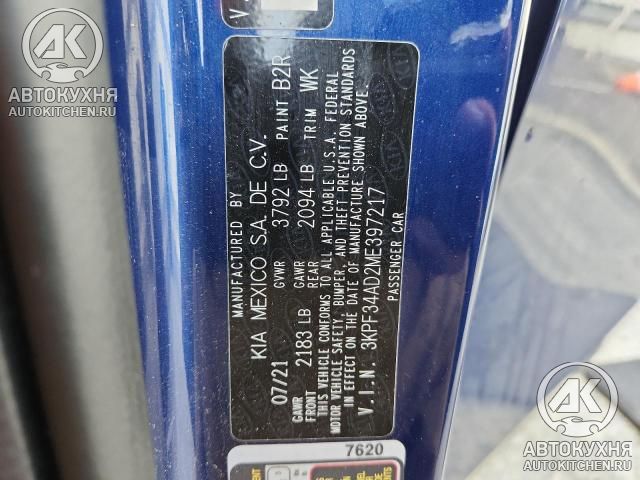 AK
АВТОКУХНЯ
AUTOKITCHEN.RU
V.
MANUFACTURED BY
KIA MEXICO S.A. DE C.V.
07/21 GVWR 3792 LB PAINT B2R
GAWR FRONT 2183 LB GAWR REAR 2094 LB TRIM WK
THIS VEHICLE CONFORMS TO ALL APPLICABLE U.S.A. FEDERAL
MOTOR VEHICLE SAFETY, BUMPER, AND THEFT PREVENTION STANDARDS
IN EFFECT ON THE DATE OF MANUFACTURE SHOWN ABOVE.
V.I.N. 3KPF34AD2ME397217
PASSENGER CAR
7620
AK
АВТОКУХНЯ
AUTOKITCHEN.RU